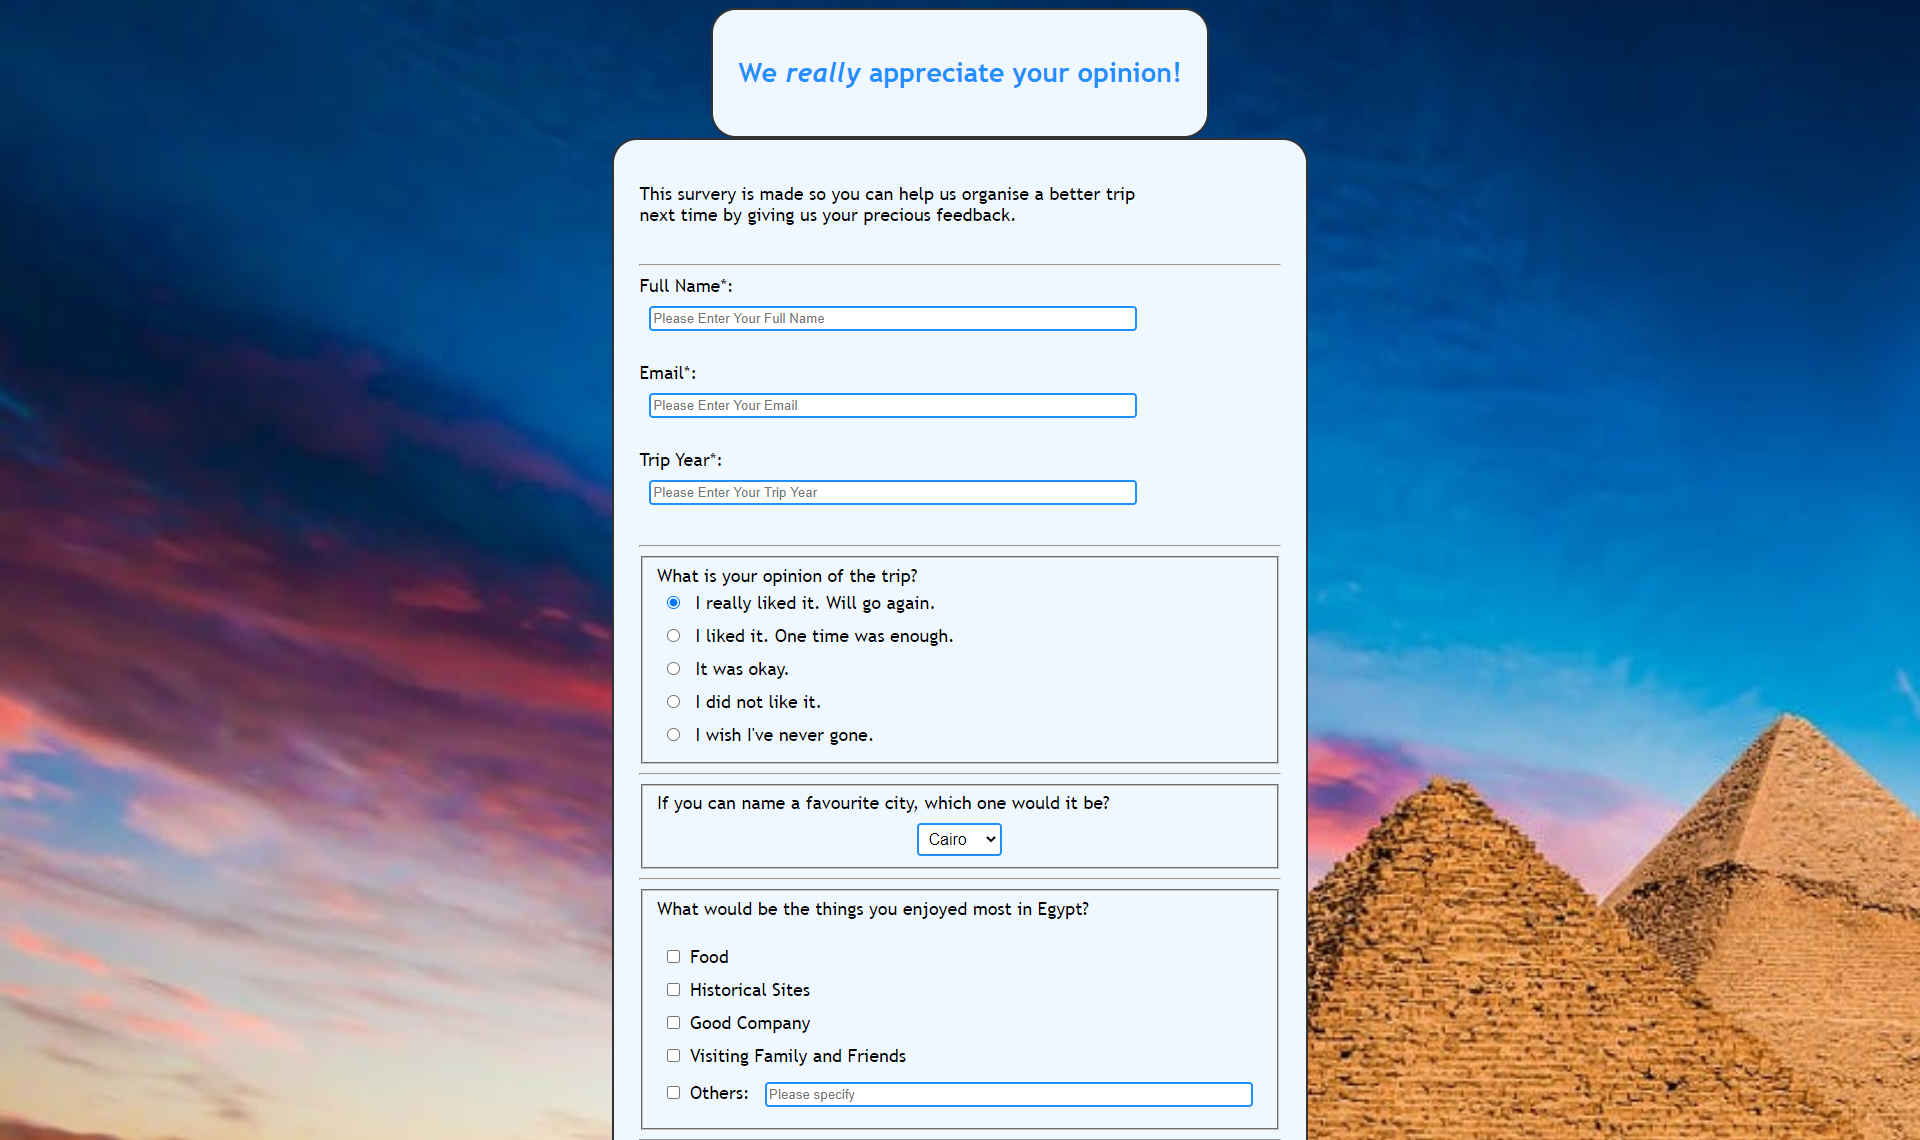 We really appreciate your opinion!
This survery is made so you can help us organise a better trip
next time by giving us your precious feedback.
Full Name*:
Please Enter Your Full Name
Email*:
Please Enter Your Email
Trip Year*:
Please Enter Your Trip Year
What is your opinion of the trip?
I really liked it. Will go again.
I liked it. One time was enough.
It was okay.
I did not like it.
I wish I've never gone.
If you can name a favourite city, which one would it be?
Cairo
What would be the things you enjoyed most in Egypt?
Food
Historical Sites
Good Company
Visiting Family and Friends
Others: Please specify